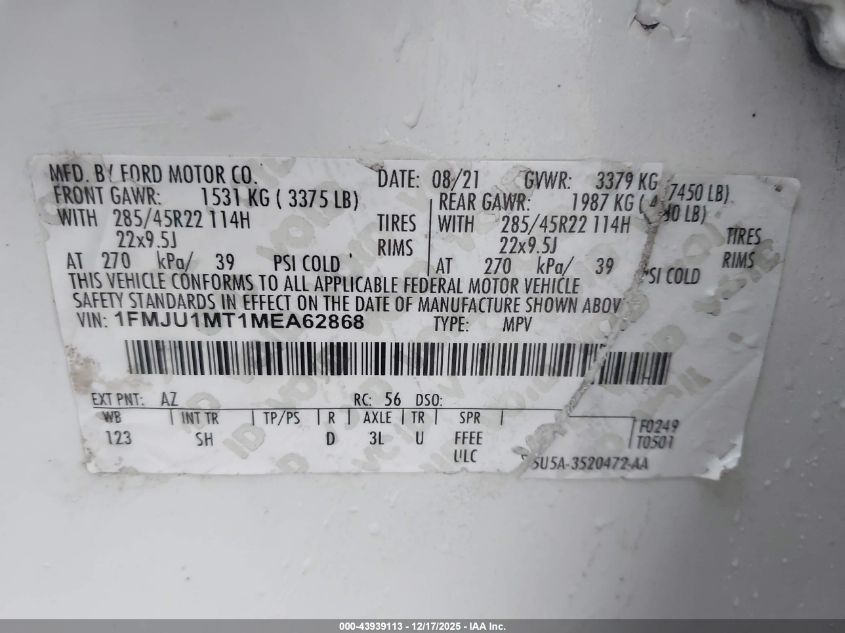 MFD. BY FORD MOTOR CO. DATE: 08/21 GVWR: 3379 KG 7450 LB)
FRONT GAWR: 1531 KG ( 3375 LB) REAR GAWR: 1987 KG ( 4 0 LB)
WITH 285/45R22 114H TIRES WITH 285/45R22 114H TIRES
22x9.5J RIMS 22x9.5J RIMS
AT 270 kPa/ 39 PSI COLD AT 270 kPa/ 39 PSI COLD
THIS VEHICLE CONFORMS TO ALL APPLICABLE FEDERAL MOTOR VEHICLE
SAFETY STANDARDS IN EFFECT ON THE DATE OF MANUFACTURE SHOWN ABOV
VIN: 1FMJU1MT1MEA62868 TYPE: MPV
EXT PNT: AZ RC: 56 DSO:
WB INT TR TP/PS R AXLE TR SPR F0249
123 SH D 3L U FFEE T0501
ULC 5U5A-3520472-AA
000-43939113 - 12/17/2025 - IAA Inc.